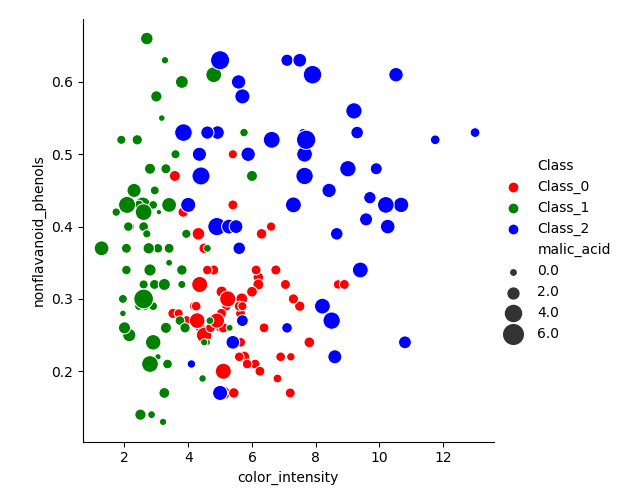 0.6
0.5
0.4
0.3
0.2
nonflavanoid_phenols
2 4 6 8 10 12
color_intensity
Class
Class_0
Class_1
Class_2
malic_acid
0.0
2.0
4.0
6.0